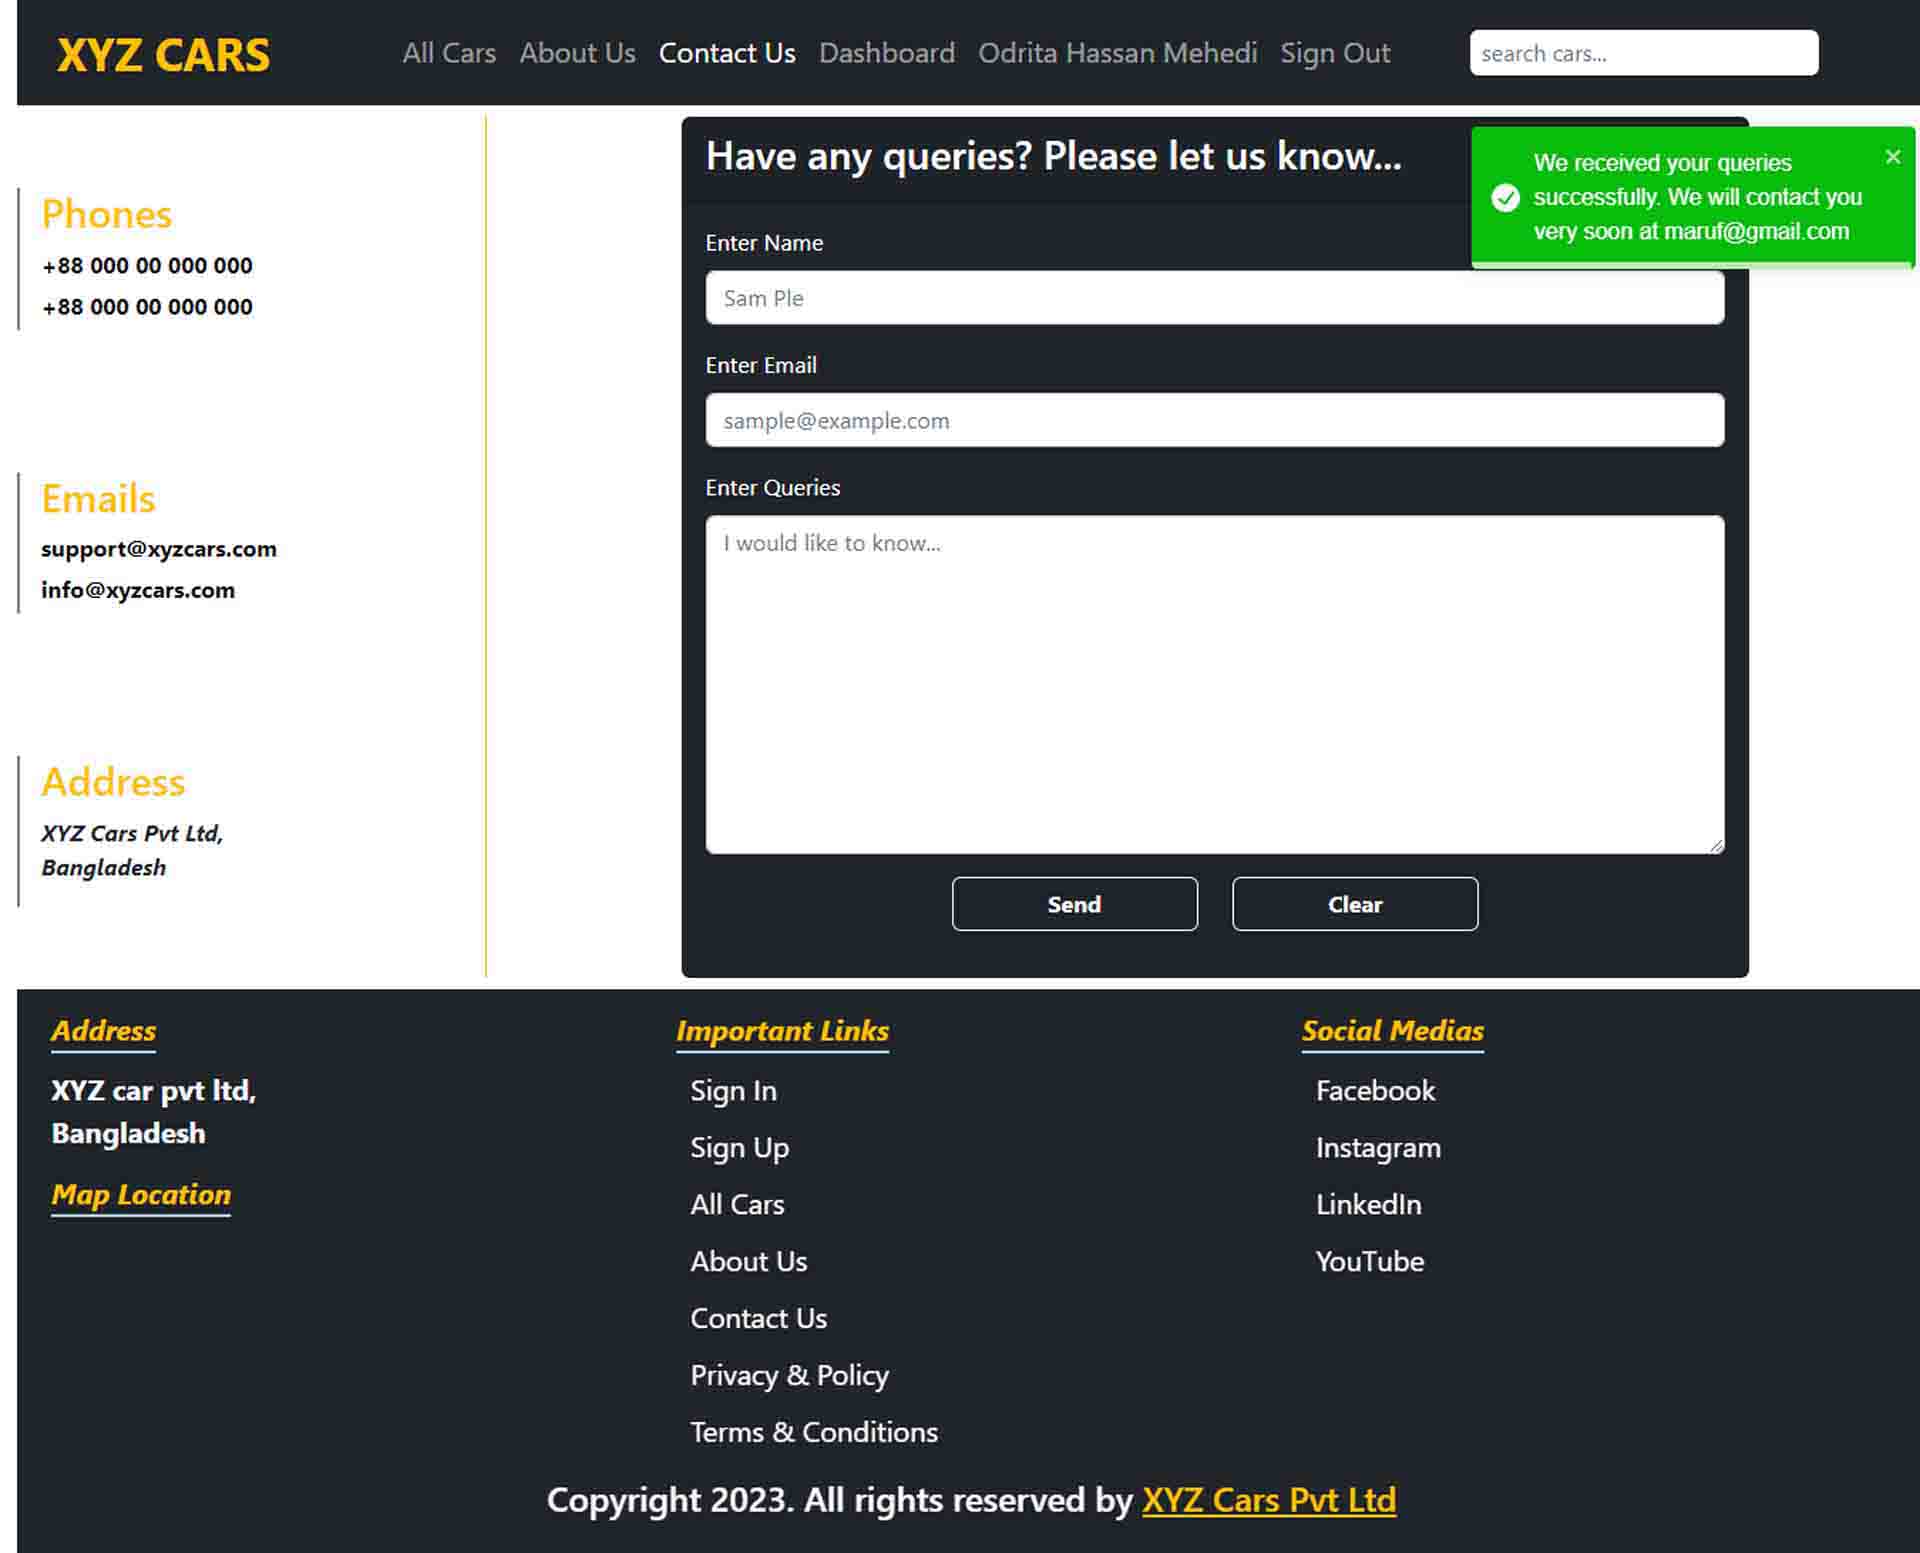 XYZ CARS
All Cars About Us Contact Us Dashboard Odrita Hassan Mehedi Sign Out
search cars...
We received your queries
successfully. We will contact you
very soon at maruf@gmail.com
Phones
+88 000 00 000 000
+88 000 00 000 000
Emails
support@xyzcars.com
info@xyzcars.com
Address
XYZ Cars Pvt Ltd,
Bangladesh
Have any queries? Please let us know...
Enter Name
Sam Ple
Enter Email
sample@example.com
Enter Queries
I would like to know...
Send Clear
Address
XYZ car pvt ltd,
Bangladesh
Map Location
Important Links
Sign In
Sign Up
All Cars
About Us
Contact Us
Privacy & Policy
Terms & Conditions
Social Medias
Facebook
Instagram
LinkedIn
YouTube
Copyright 2023. All rights reserved by XYZ Cars Pvt Ltd